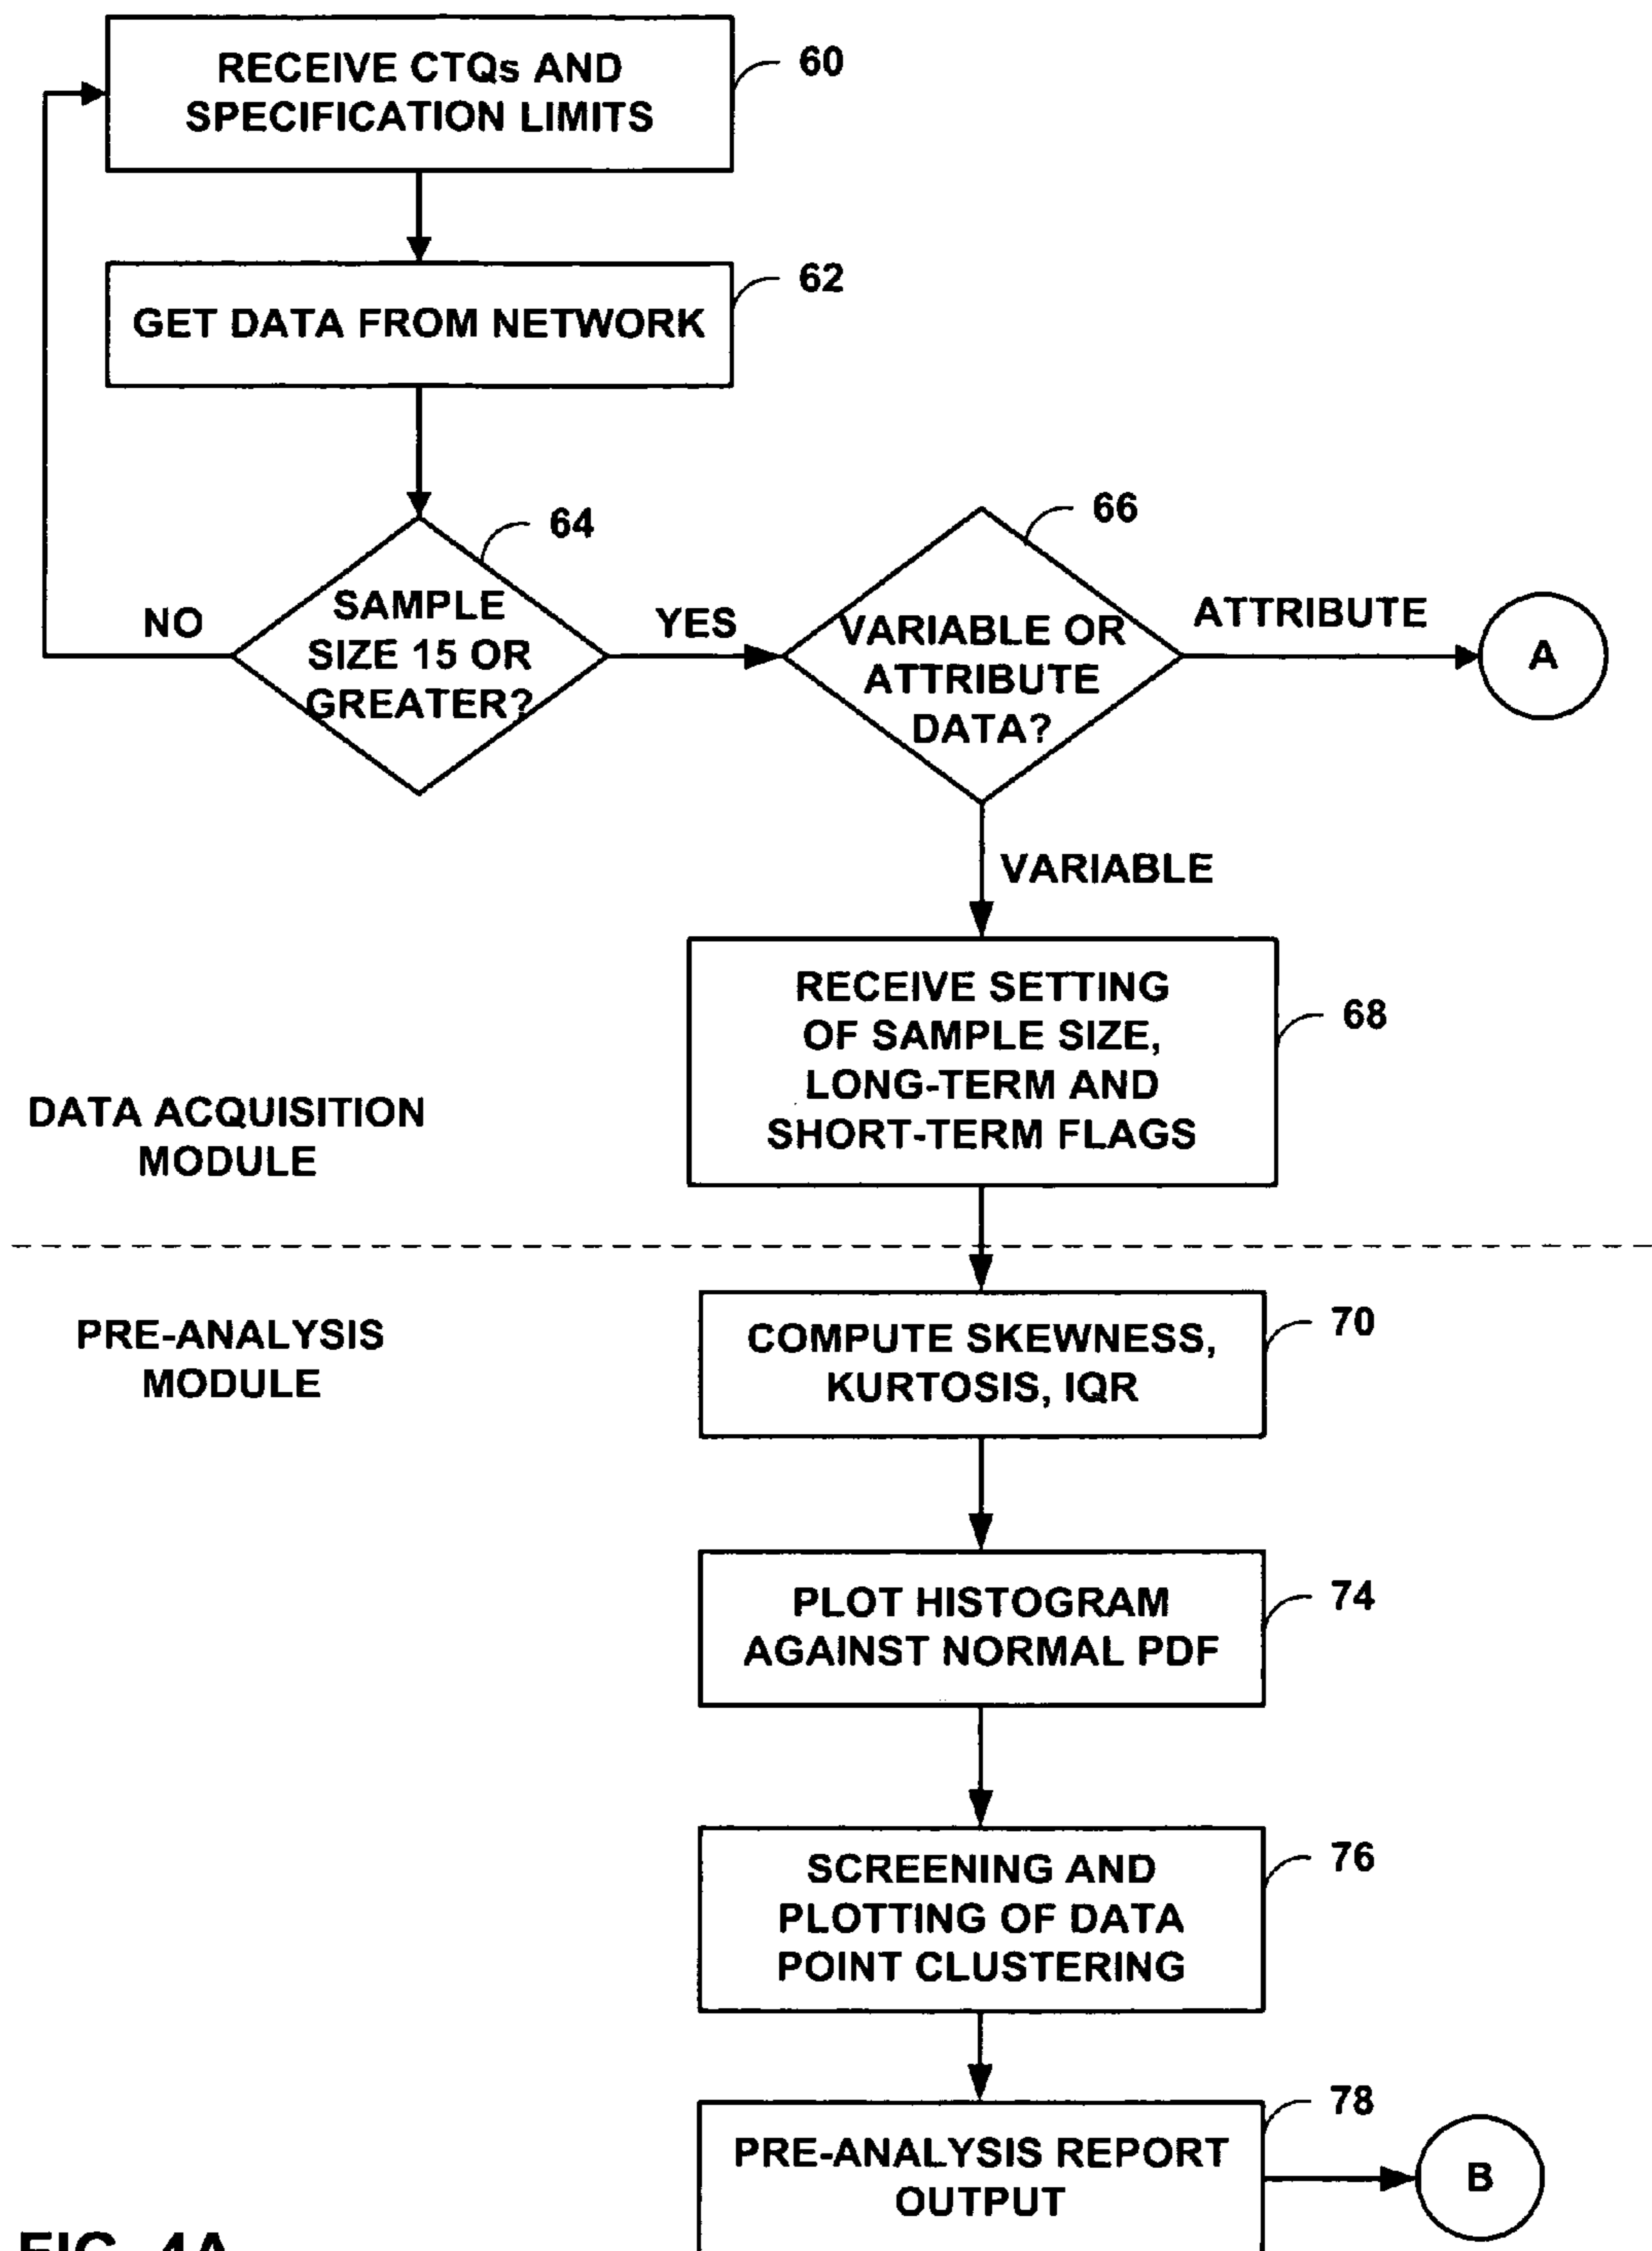 RECEIVE CTQs AND
SPECIFICATION LIMITS
60
GET DATA FROM NETWORK
62
SAMPLE
SIZE 15 OR
GREATER?
64
NO
YES
VARIABLE OR
ATTRIBUTE
DATA?
66
ATTRIBUTE
A
VARIABLE
RECEIVE SETTING
OF SAMPLE SIZE,
LONG-TERM AND
SHORT-TERM FLAGS
68
DATA ACQUISITION
MODULE
PRE-ANALYSIS
MODULE
COMPUTE SKEWNESS,
KURTOSIS, IQR
70
PLOT HISTOGRAM
AGAINST NORMAL PDF
74
SCREENING AND
PLOTTING OF DATA
POINT CLUSTERING
76
PRE-ANALYSIS REPORT
OUTPUT
78
B
FIG. 4A